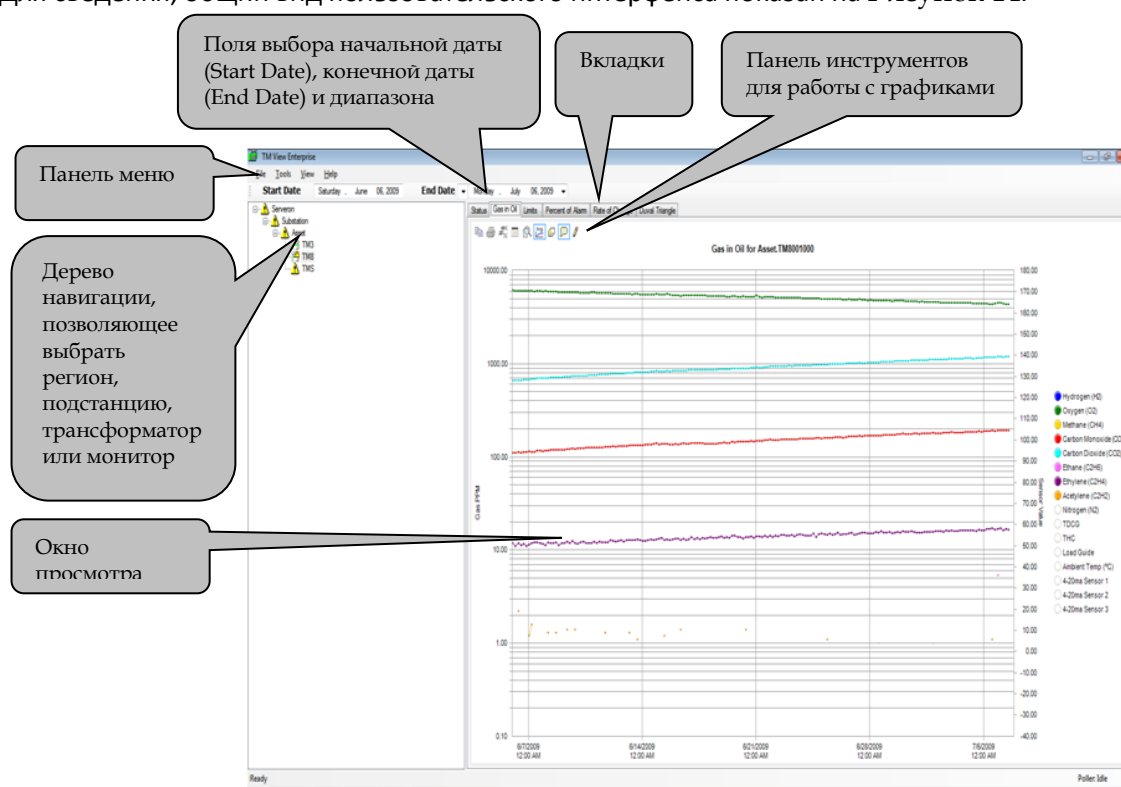 Для сведения, общий вид пользовательского интерфейса показан на Рисунок 14.
Поля выбора начальной даты
(Start Date), конечной даты
(End Date) и диапазона
Вкладки
Панель инструментов
для работы с графиками
Панель меню
Дерево
навигации,
позволяющее
выбрать
регион,
подстанцию,
трансформатор
или монитор
Окно
просмотра
TM View Enterprise
File Tools View Help
Start Date Saturday , June 06, 2009 End Date Monday , July 06, 2009
Serveron
Substation
Asset
TM3
TM8
TMS
Status Gas in Oil Limits Percent of Alarm Rate of Change Duval Triangle
Gas in Oil for Asset.TM8001000
10000.00
1000.00
100.00
10.00
1.00
0.10
Gas PPM
180.00
170.00
160.00
150.00
140.00
130.00
120.00
110.00
100.00
90.00
80.00
70.00
60.00
50.00
40.00
30.00
20.00
10.00
0.00
-10.00
-20.00
-30.00
-40.00
Sensor Value
6/7/2009
12:00 AM
6/14/2009
12:00 AM
6/21/2009
12:00 AM
6/28/2009
12:00 AM
7/5/2009
12:00 AM
Hydrogen (H2)
Oxygen (O2)
Methane (CH4)
Carbon Monoxide (CO
Carbon Dioxide (CO2)
Ethane (C2H6)
Ethylene (C2H4)
Acetylene (C2H2)
Nitrogen (N2)
TDCG
THC
Load Guide
Ambient Temp (°C)
4-20ma Sensor 1
4-20ma Sensor 2
4-20ma Sensor 3
Ready
Poller: Idle